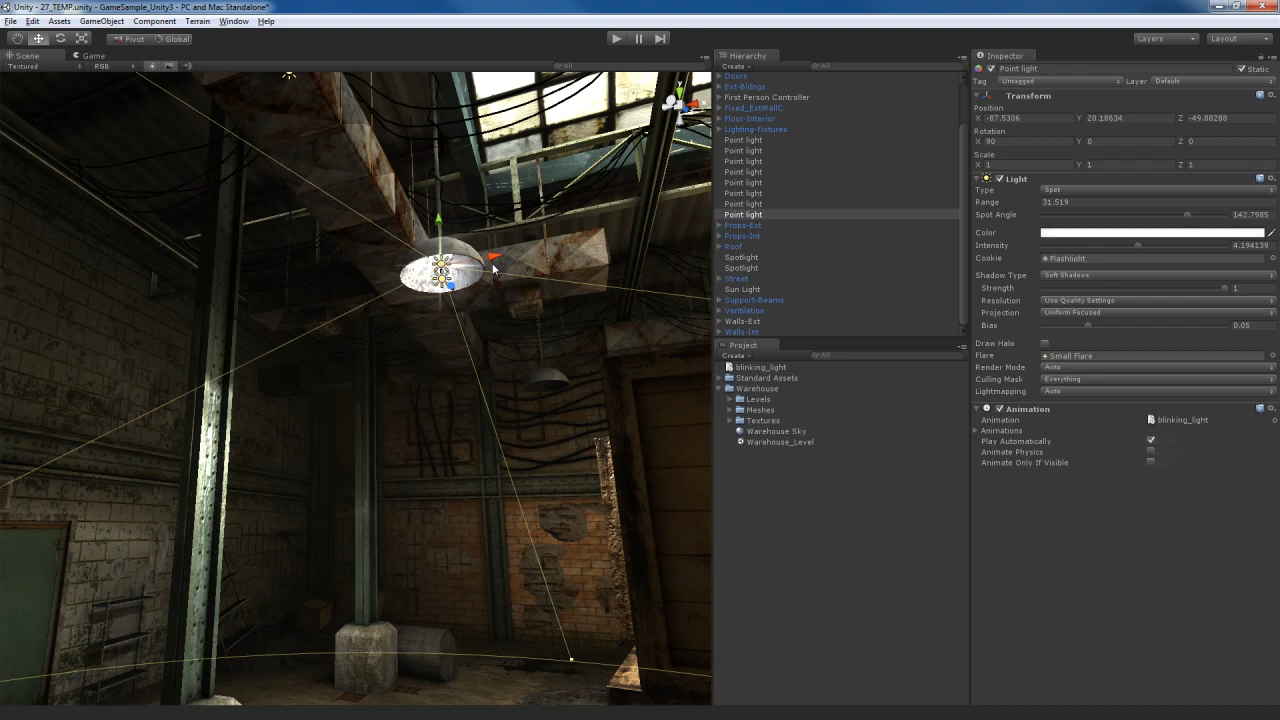 Unity - 27_TEMP.unity - GameSample_Unity3 - PC and Mac Standalone*
File Edit Assets GameObject Component Terrain Window Help
Pivot Global Layers Layout
Scene Game
Textured RGB All
Hierarchy
Create All
Doors
Ext-Bldngs
First Person Controller
Fixed_ExtWallC
Floor-Interior
Lighting-Fixtures
Point light
Point light
Point light
Point light
Point light
Point light
Point light
Point light
Props-Ext
Props-Int
Roof
Spotlight
Spotlight
Street
Sun Light
Support-Beams
Ventilation
Walls-Ext
Walls-Int
Project
Create All
blinking_light
Standard Assets
Warehouse
Levels
Meshes
Textures
Warehouse Sky
Warehouse_Level
Inspector
Point light Static
Tag Untagged Layer Default
Transform
Position
X -87.5306 Y 20.18634 Z -49.88288
Rotation
X 90 Y 0 Z 0
Scale
X 1 Y 1 Z 1
Light
Type Spot
Range 31.519
Spot Angle 142.7985
Color
Intensity 4.194139
Cookie Flashlight
Shadow Type Soft Shadows
Strength 1
Resolution Use Quality Settings
Projection Uniform Focused
Bias 0.05
Draw Halo
Flare Small Flare
Render Mode Auto
Culling Mask Everything
Lightmapping Auto
Animation
Animation blinking_light
Animations
Play Automatically
Animate Physics
Animate Only If Visible